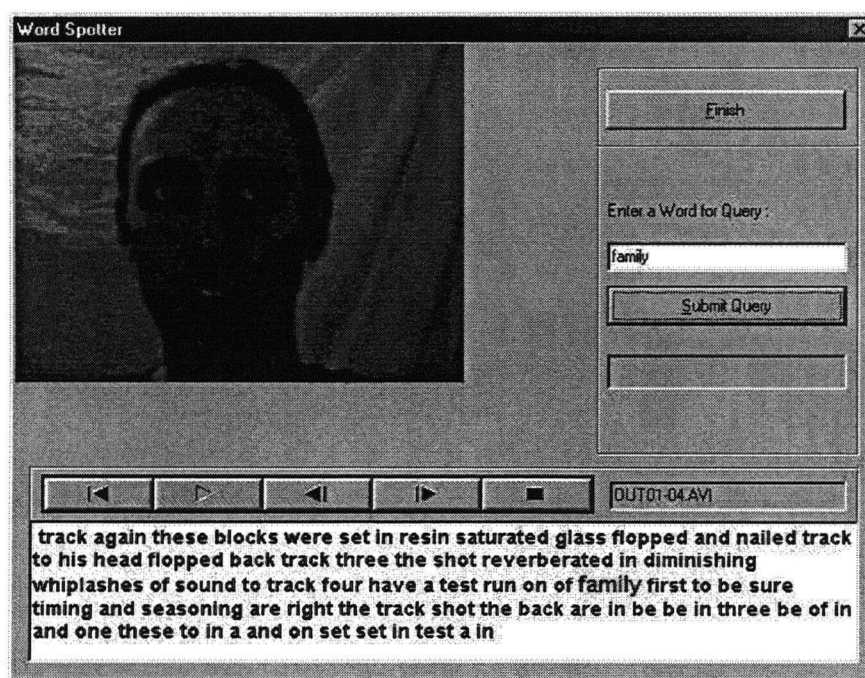 Word Spotter
Finish
Enter a Word for Query :
family
Submit Query
OUT01-04.AVI
track again these blocks were set in resin saturated glass flopped and nailed track
to his head flopped back track three the shot reverberated in diminishing
whiplashes of sound to track four have a test run on of family first to be sure
timing and seasoning are right the track shot the back are in be be in three be of in
and one these to in a and on set set in test a in